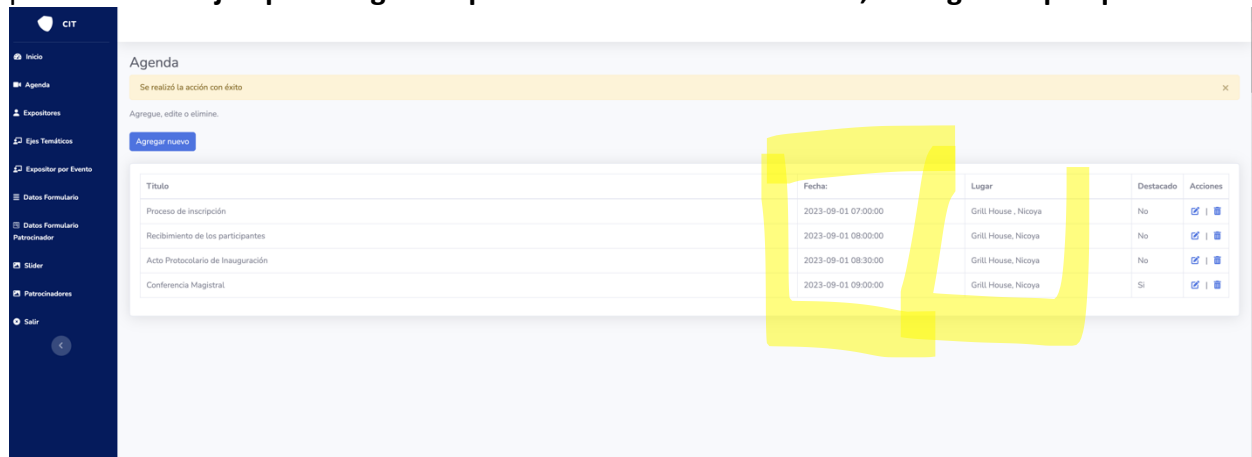 CIT
Inicio
Agenda
Expositores
Ejes Temáticos
Expositor por Evento
Datos Formulario
Datos Formulario
Patrocinador
Slider
Patrocinadores
Salir
Agenda
Se realizó la acción con éxito ×
Agregue, edite o elimine.
Agregar nuevo
Título Fecha: Lugar Destacado Acciones
Proceso de inscripción 2023-09-01 07:00:00 Grill House , Nicoya No |
Recibimiento de los participantes 2023-09-01 08:00:00 Grill House, Nicoya No |
Acto Protocolario de Inauguración 2023-09-01 08:30:00 Grill House, Nicoya No |
Conferencia Magistral 2023-09-01 09:00:00 Grill House, Nicoya Si |